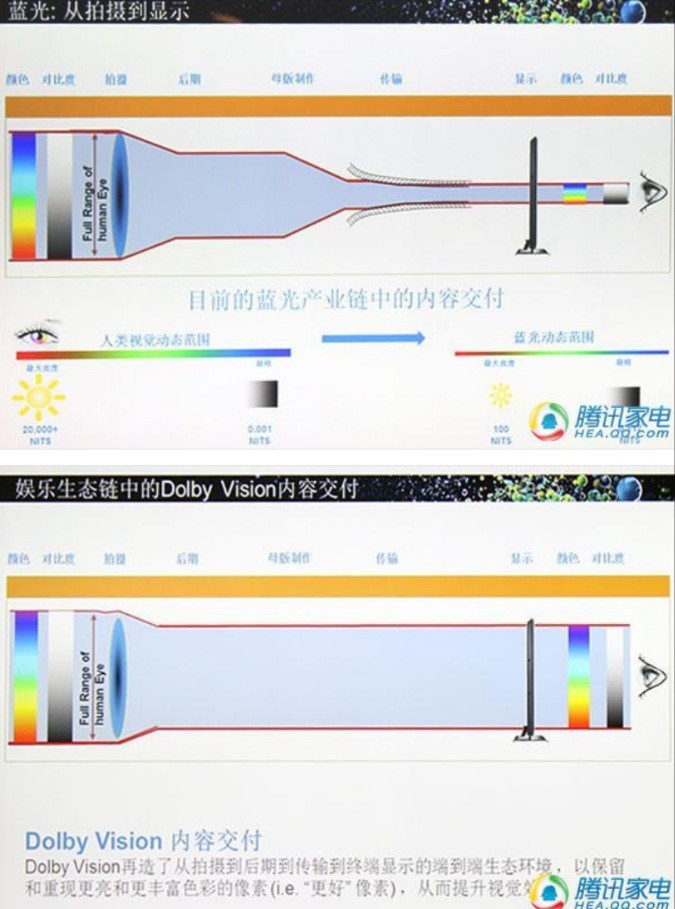 蓝光: 从拍摄到显示
颜色 对比度 拍摄 后期 母版制作 传输 显示 颜色 对比度
Full Range of
human Eye
目前的蓝光产业链中的内容交付
人类视觉动态范围 蓝光动态范围
最大亮度 最大亮度
20,000+ 0.001 100
NITS NITS NITS NITS
腾讯家电
HEA.QQ.COM
娱乐生态链中的Dolby Vision内容交付
颜色 对比度 拍摄 后期 母版制作 传输 显示 颜色 对比度
Full Range of
human Eye
Dolby Vision 内容交付
Dolby Vision再造了从拍摄到后期到传输到终端显示的端到端生态环境，以保留
和重现更亮和更丰富色彩的像素(i.e. “更好” 像素)，从而提升视觉效
腾讯家电
HEA.QQ.COM